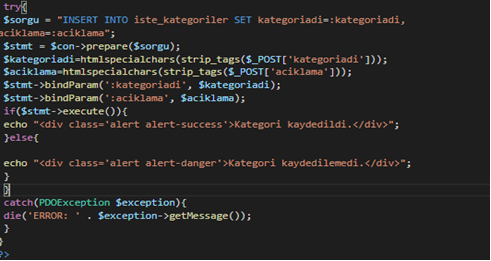 try{
$sorgu = "INSERT INTO iste_kategoriler SET kategoriadi=:kategoriadi,
aciklama=:aciklama";
$stmt = $con->prepare($sorgu);
$kategoriadi=htmlspecialchars(strip_tags($_POST['kategoriadi']));
$aciklama=htmlspecialchars(strip_tags($_POST['aciklama']));
$stmt->bindParam(':kategoriadi', $kategoriadi);
$stmt->bindParam(':aciklama', $aciklama);
if($stmt->execute()){
echo "<div class='alert alert-success'>Kategori kaydedildi.</div>";
}else{
echo "<div class='alert alert-danger'>Kategori kaydedilemedi.</div>";
}
}
catch(PDOException $exception){
die('ERROR: ' . $exception->getMessage());
}
}
?>